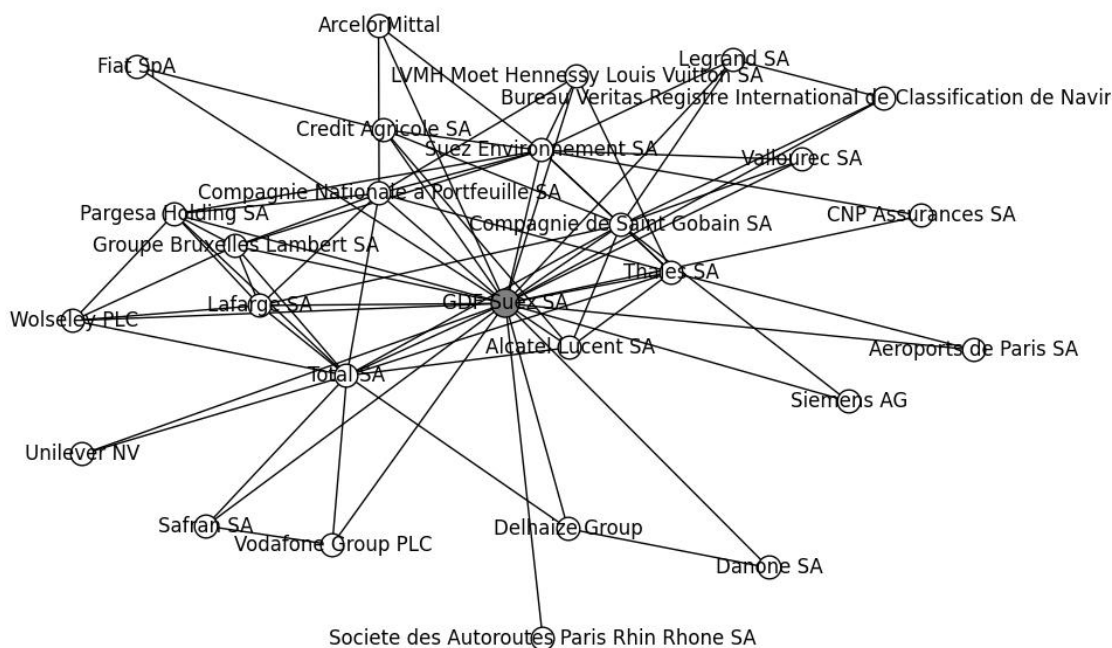 ArcelorMittal
Fiat SpA
Legrand SA
LVMH Moet Hennessy Louis Vuitton SA
Bureau Veritas Registre International de Classification de Navir
Credit Agricole SA
Suez Environnement SA
Vallourec SA
Compagnie Nationale à Portfeuille SA
Pargesa Holding SA
CNP Assurances SA
Compagnie de Saint Gobain SA
Groupe Bruxelles Lambert SA
Thales SA
GDF Suez SA
Lafarge SA
Wolseley PLC
Alcatel Lucent SA
Aeroports de Paris SA
Total SA
Siemens AG
Unilever NV
Safran SA
Delhaize Group
Vodafone Group PLC
Danone SA
Societe des Autoroutes Paris Rhin Rhone SA